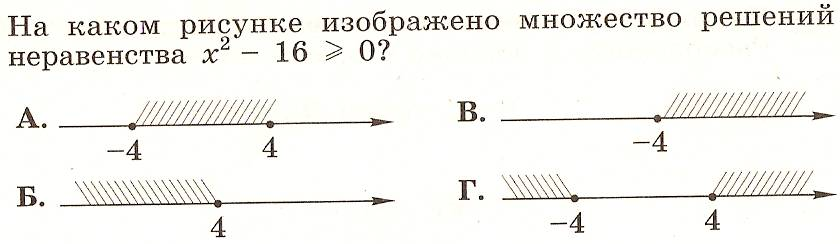 На каком рисунке изображено множество решений
неравенства x² – 16 ⩾ 0?
А.
–4 4
В.
–4
Б.
4
Г.
–4 4